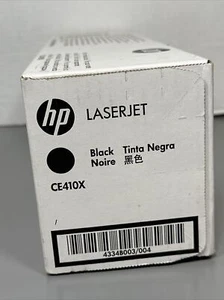 hp LASERJET
Black Tinta Negra
Noire 黑色
CE410X
43348003/004